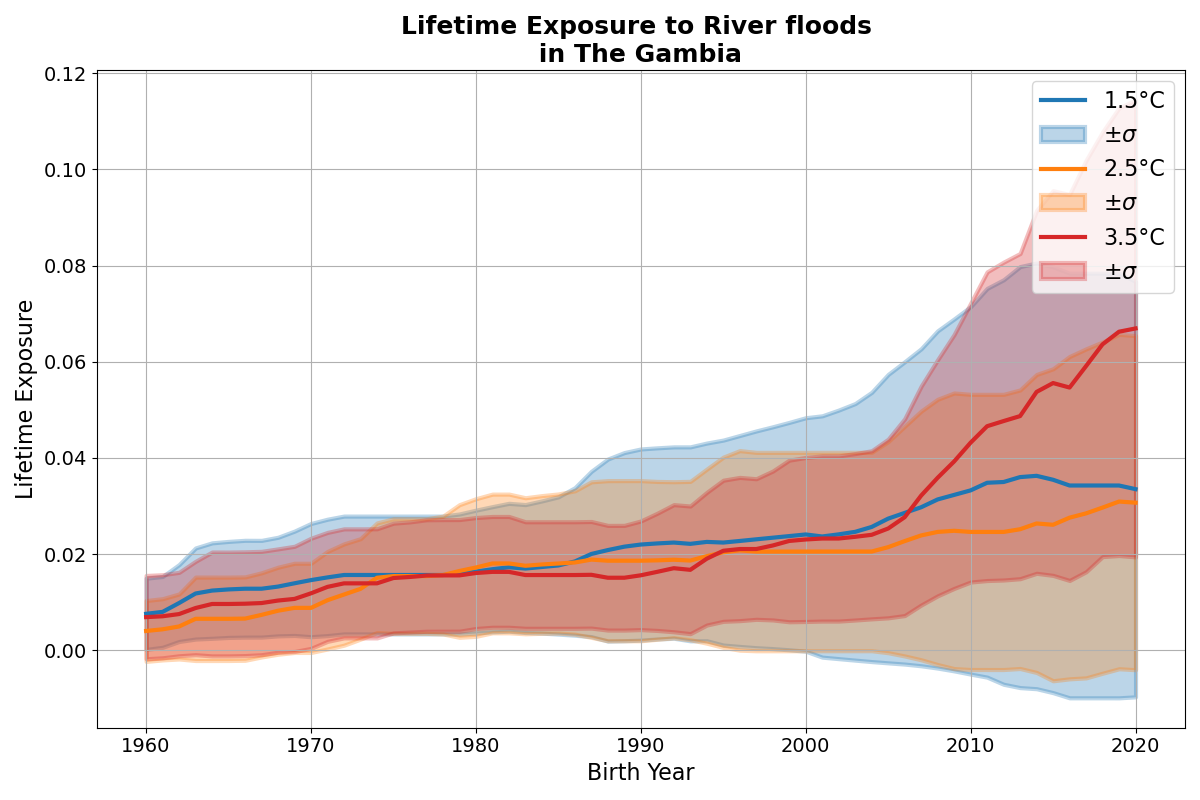 Lifetime Exposure to River floods
in The Gambia
0.12
0.10
0.08
0.06
0.04
0.02
0.00
Lifetime Exposure
1960 1970 1980 1990 2000 2010 2020
Birth Year
1.5°C
±σ
2.5°C
±σ
3.5°C
±σ